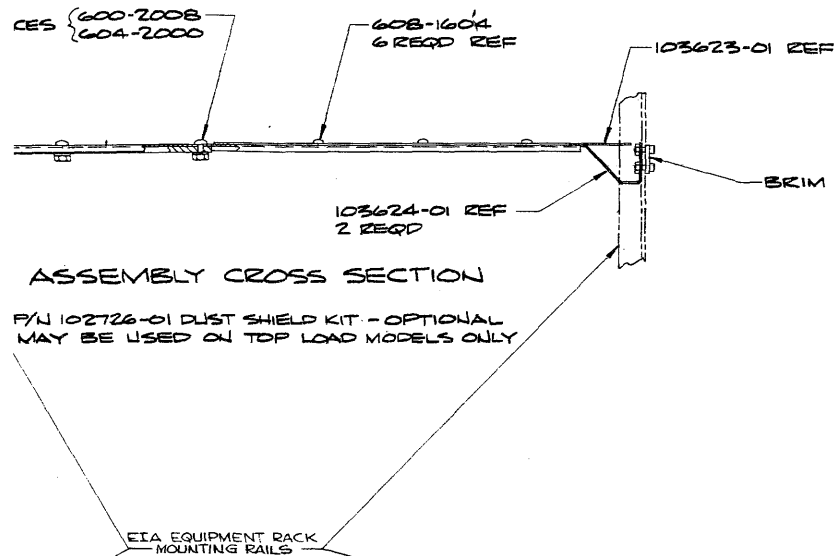 CES { 600-2008
604-2000
608-1604
6 REQD REF
103623-01 REF
BRIM
103624-01 REF
2 REQD
ASSEMBLY CROSS SECTION
P/N 102726-01 DUST SHIELD KIT - OPTIONAL
MAY BE USED ON TOP LOAD MODELS ONLY
EIA EQUIPMENT RACK
MOUNTING RAILS